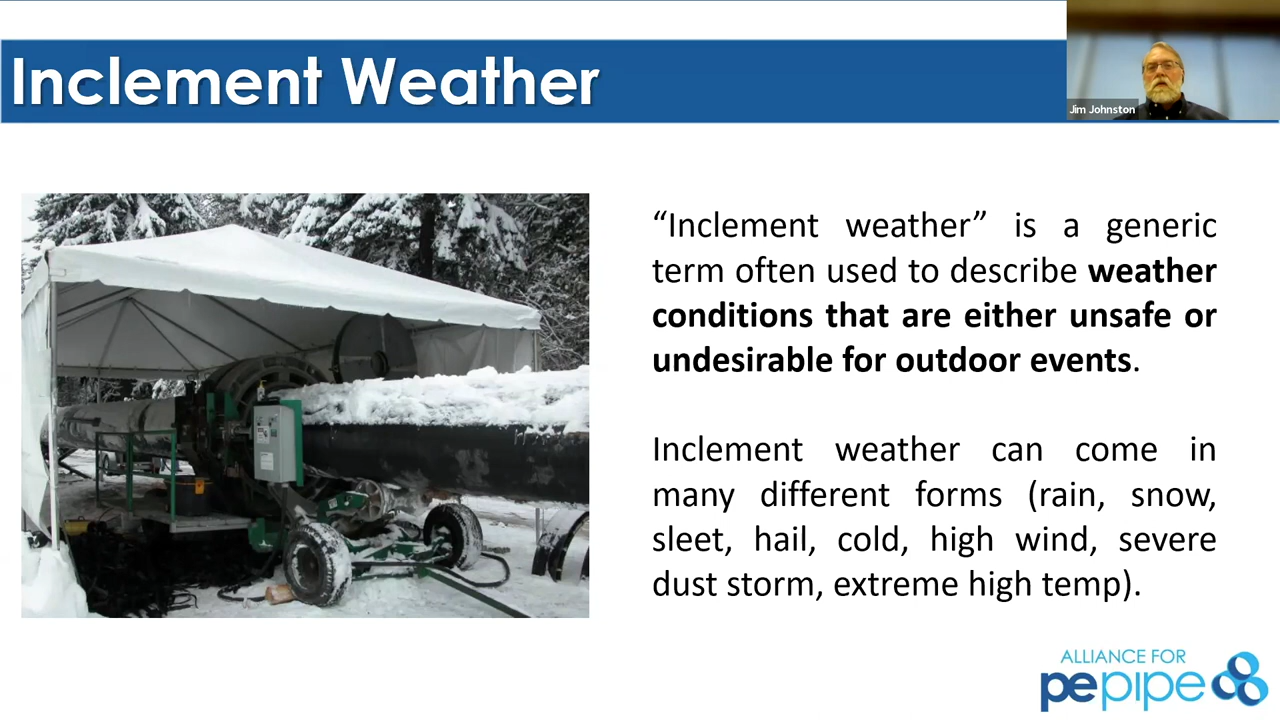 Inclement Weather
Jim Johnston
“Inclement weather” is a generic
term often used to describe weather
conditions that are either unsafe or
undesirable for outdoor events.
Inclement weather can come in
many different forms (rain, snow,
sleet, hail, cold, high wind, severe
dust storm, extreme high temp).
ALLIANCE FOR
pepipe